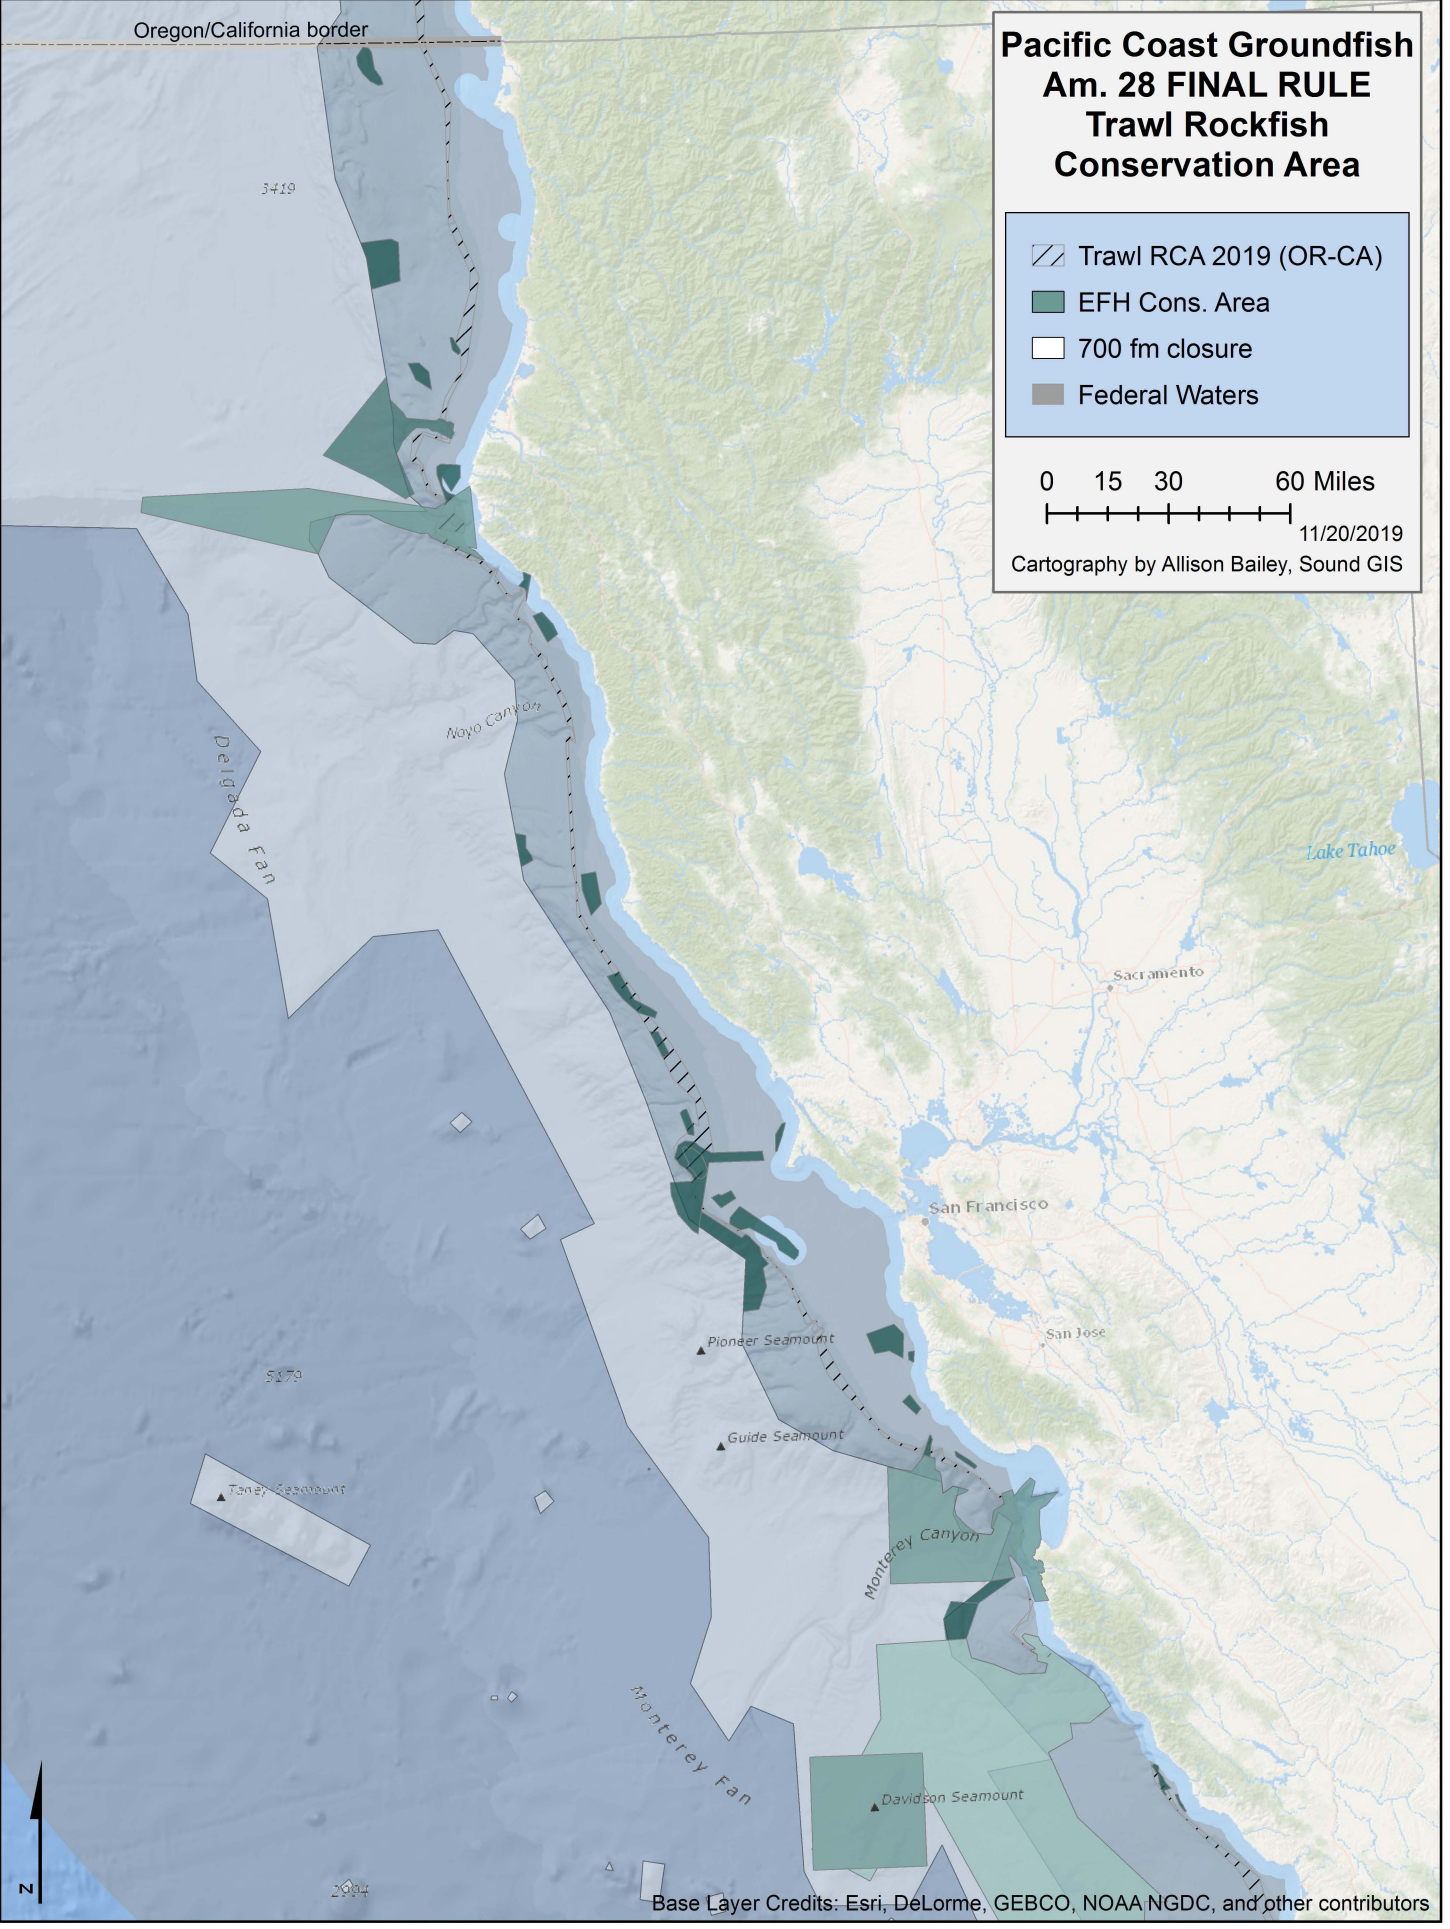 Oregon/California border
Pacific Coast Groundfish
Am. 28 FINAL RULE
Trawl Rockfish
Conservation Area
Trawl RCA 2019 (OR-CA)
EFH Cons. Area
700 fm closure
Federal Waters
0 15 30 60 Miles
11/20/2019
Cartography by Allison Bailey, Sound GIS
3419
Noyo Canyon
Delgada Fan
Lake Tahoe
Sacramento
San Francisco
San Jose
Pioneer Seamount
5179
Guide Seamount
Taney Seamount
Monterey Canyon
Monterey Fan
Davidson Seamount
N
2994
Base Layer Credits: Esri, DeLorme, GEBCO, NOAA NGDC, and other contributors